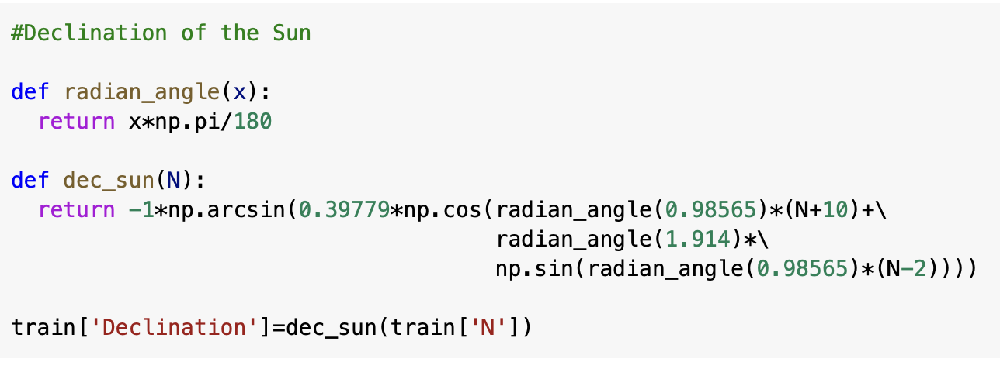 #Declination of the Sun
def radian_angle(x):
  return x*np.pi/180
def dec_sun(N):
  return -1*np.arcsin(0.39779*np.cos(radian_angle(0.98565)*(N+10)+\
                                     radian_angle(1.914)*\
                                     np.sin(radian_angle(0.98565)*(N-2))))
train['Declination']=dec_sun(train['N'])